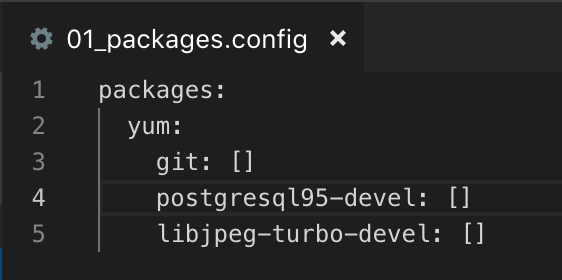 01_packages.config ×
1 packages:
2 yum:
3 git: []
4 postgresql95-devel: []
5 libjpeg-turbo-devel: []